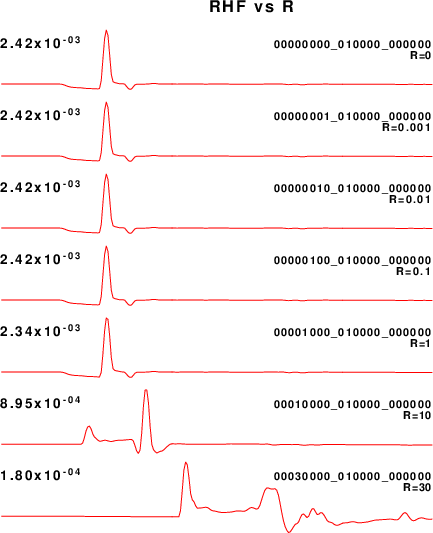 RHF vs R
2.42x10-03 00000000_010000_000000
R=0
2.42x10-03 00000001_010000_000000
R=0.001
2.42x10-03 00000010_010000_000000
R=0.01
2.42x10-03 00000100_010000_000000
R=0.1
2.34x10-03 00001000_010000_000000
R=1
8.95x10-04 00010000_010000_000000
R=10
1.80x10-04 00030000_010000_000000
R=30